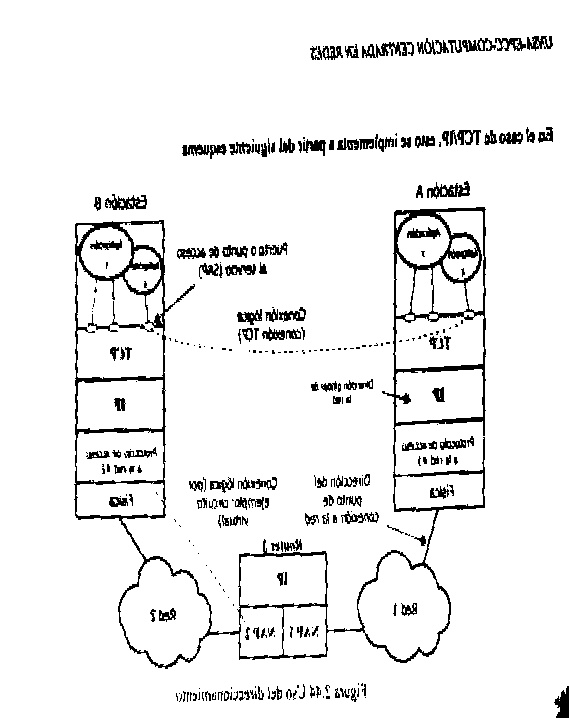 UNSA-EPCC-COMPUTACIÓN CENTRADA EN REDES
En el caso de TCP/IP, esto se implementa a partir del siguiente esquema
Estación A
Aplicación
Aplicación
TCP
IP
Protocolo de acceso
a la red #1
Física
Estación B
Aplicación
Aplicación
TCP
IP
Protocolo de acceso
a la red #2
Física
Puerto o punto de acceso
al servicio (SAP)
Conexión lógica
(conexión TCP)
Dirección global de
la red
Dirección del
punto de
conexión a la red
Conexión lógica (por
ejemplo: circuito
virtual)
Router J
IP
NAP 1
NAP 2
Red 1
Red 2
Figura 2.44 Uso del direccionamiento